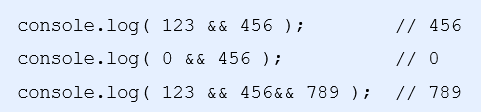 console.log( 123 && 456 );        // 456
console.log( 0 && 456 );          // 0
console.log( 123 && 456&& 789 );  // 789